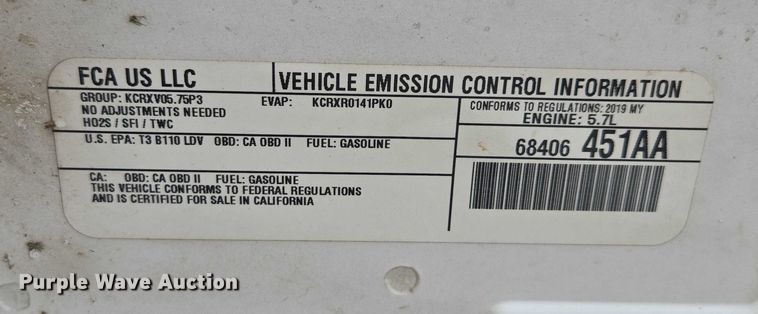 FCA US LLC
VEHICLE EMISSION CONTROL INFORMATION
GROUP: KCRXV05.75P3 EVAP: KCRXR0141PK0
NO ADJUSTMENTS NEEDED
HO2S / SFI / TWC
CONFORMS TO REGULATIONS: 2019 MY
ENGINE: 5.7L
U.S. EPA: T3 B110 LDV OBD: CA OBD II FUEL: GASOLINE
68406 451AA
CA: OBD: CA OBD II FUEL: GASOLINE
THIS VEHICLE CONFORMS TO FEDERAL REGULATIONS
AND IS CERTIFIED FOR SALE IN CALIFORNIA
Purple Wave Auction